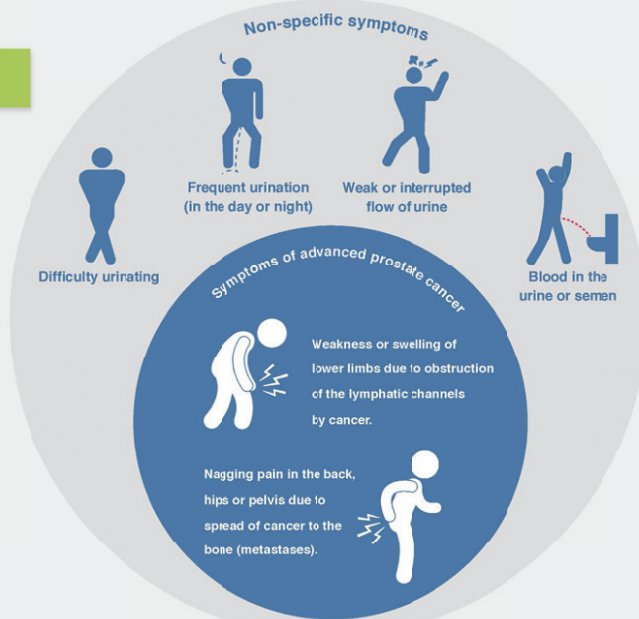 Non-specific symptoms
Frequent urination
(in the day or night)
Weak or interrupted
flow of urine
Difficulty urinating
Blood in the
urine or semen
Symptoms of advanced prostate cancer
Weakness or swelling of
lower limbs due to obstruction
of the lymphatic channels
by cancer.
Nagging pain in the back,
hips or pelvis due to
spread of cancer to the
bone (metastases).